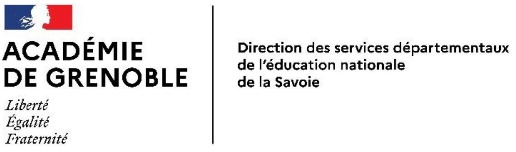 ACADÉMIE
DE GRENOBLE
Liberté
Égalité
Fraternité
Direction des services départementaux
de l'éducation nationale
de la Savoie